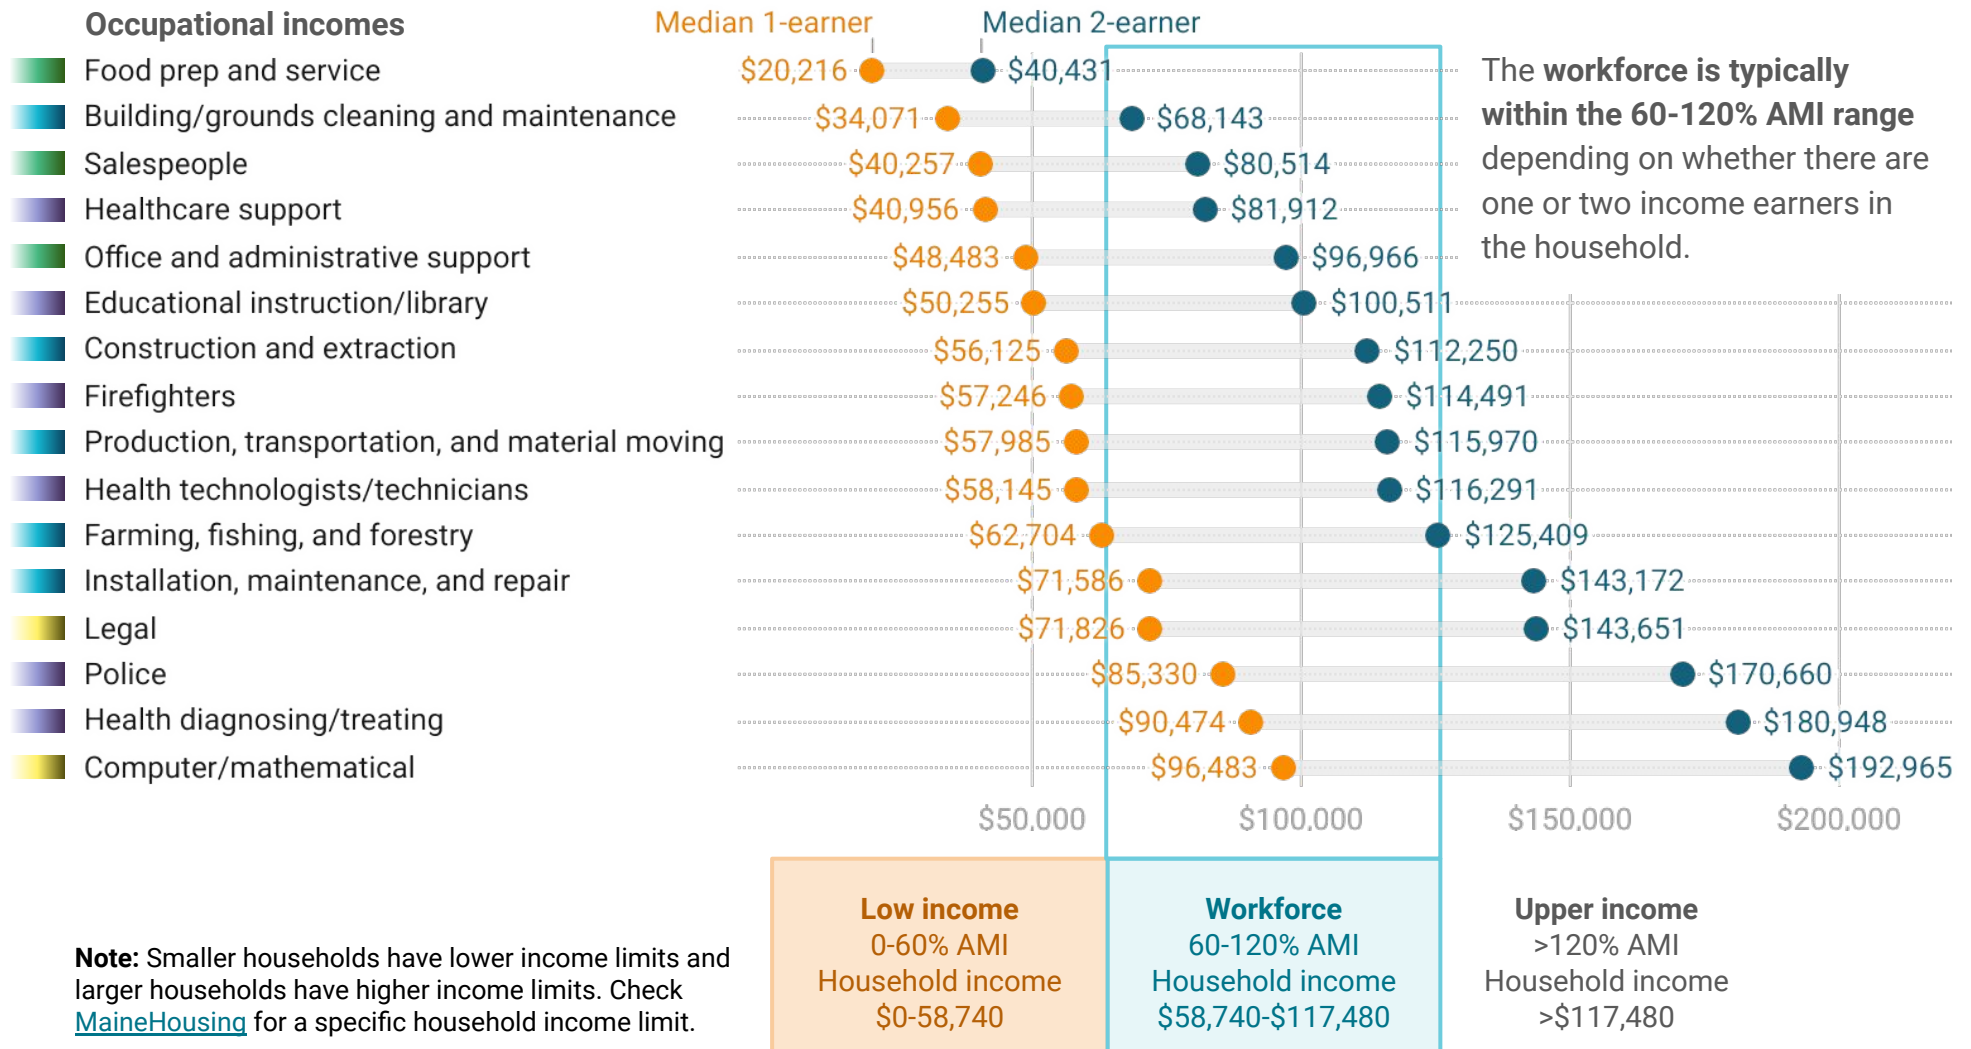 Occupational incomes
Median 1-earner
Median 2-earner
Food prep and service $20,216 $40,431
Building/grounds cleaning and maintenance $34,071 $68,143
Salespeople $40,257 $80,514
Healthcare support $40,956 $81,912
Office and administrative support $48,483 $96,966
Educational instruction/library $50,255 $100,511
Construction and extraction $56,125 $112,250
Firefighters $57,246 $114,491
Production, transportation, and material moving $57,985 $115,970
Health technologists/technicians $58,145 $116,291
Farming, fishing, and forestry $62,704 $125,409
Installation, maintenance, and repair $71,586 $143,172
Legal $71,826 $143,651
Police $85,330 $170,660
Health diagnosing/treating $90,474 $180,948
Computer/mathematical $96,483 $192,965
$50,000 $100,000 $150,000 $200,000
The workforce is typically
within the 60-120% AMI range
depending on whether there are
one or two income earners in
the household.
Low income
0-60% AMI
Household income
$0-58,740
Workforce
60-120% AMI
Household income
$58,740-$117,480
Upper income
>120% AMI
Household income
>$117,480
Note: Smaller households have lower income limits and
larger households have higher income limits. Check
MaineHousing for a specific household income limit.